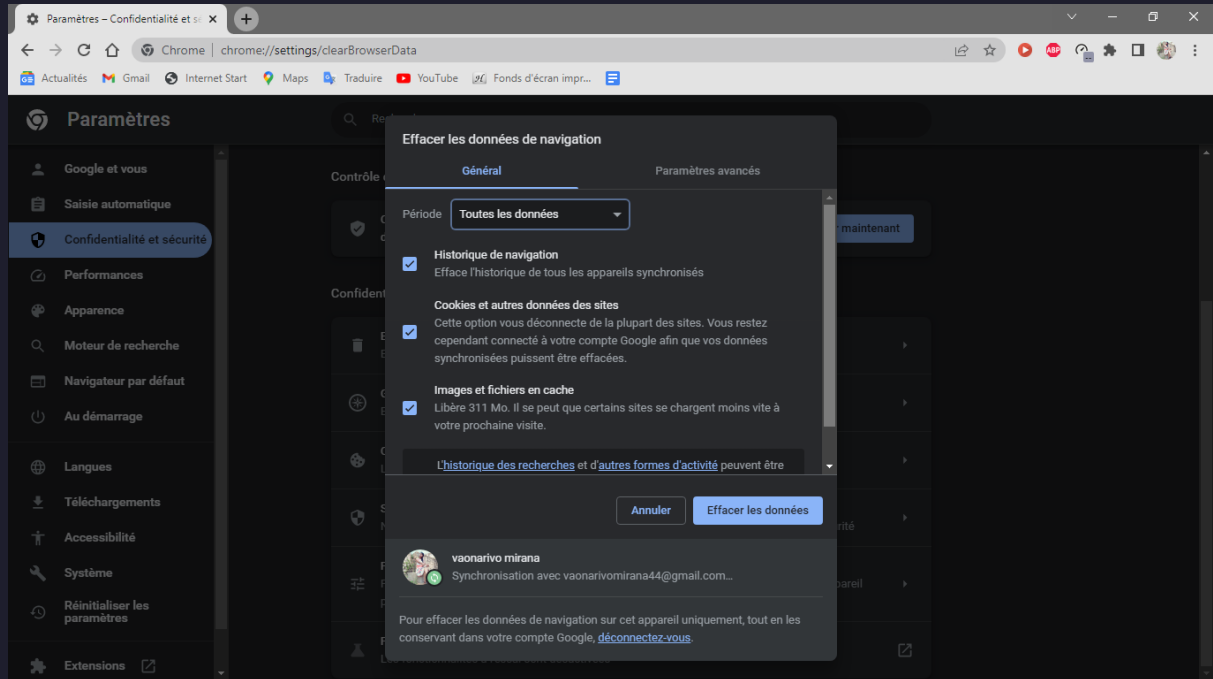 Paramètres – Confidentialité et s
Chrome | chrome://settings/clearBrowserData
ABP
Actualités Gmail Internet Start Maps Traduire YouTube Fonds d'écran impr...
Paramètres
Google et vous
Saisie automatique
Confidentialité et sécurité
Performances
Apparence
Moteur de recherche
Navigateur par défaut
Au démarrage
Langues
Téléchargements
Accessibilité
Système
Réinitialiser les
paramètres
Extensions
Contrôle
maintenant
Confident
Effacer les données de navigation
Général Paramètres avancés
Période Toutes les données
Historique de navigation
Efface l'historique de tous les appareils synchronisés
Cookies et autres données des sites
Cette option vous déconnecte de la plupart des sites. Vous restez
cependant connecté à votre compte Google afin que vos données
synchronisées puissent être effacées.
Images et fichiers en cache
Libère 311 Mo. Il se peut que certains sites se chargent moins vite à
votre prochaine visite.
L'historique des recherches et d'autres formes d'activité peuvent être
Annuler Effacer les données
vaonarivo mirana
Synchronisation avec vaonarivomirana44@gmail.com...
Pour effacer les données de navigation sur cet appareil uniquement, tout en les
conservant dans votre compte Google, déconnectez-vous.